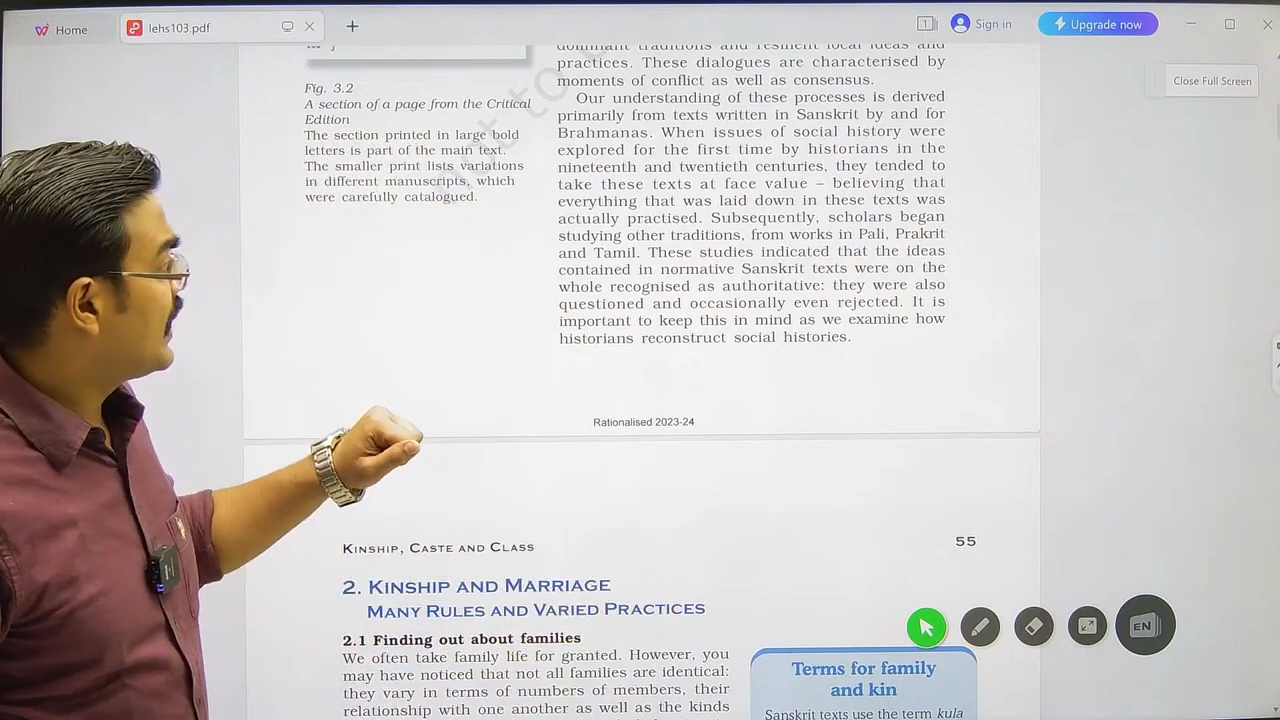 Home
lehs103.pdf
Sign in
Upgrade now
Close Full Screen
Fig. 3.2
A section of a page from the Critical
Edition
The section printed in large bold
letters is part of the main text.
The smaller print lists variations
in different manuscripts, which
were carefully catalogued.
not to
dominant traditions and resilient local ideas and
practices. These dialogues are characterised by
moments of conflict as well as consensus.
Our understanding of these processes is derived
primarily from texts written in Sanskrit by and for
Brahmanas. When issues of social history were
explored for the first time by historians in the
nineteenth and twentieth centuries, they tended to
take these texts at face value – believing that
everything that was laid down in these texts was
actually practised. Subsequently, scholars began
studying other traditions, from works in Pali, Prakrit
and Tamil. These studies indicated that the ideas
contained in normative Sanskrit texts were on the
whole recognised as authoritative: they were also
questioned and occasionally even rejected. It is
important to keep this in mind as we examine how
historians reconstruct social histories.
Rationalised 2023-24
KINSHIP, CASTE AND CLASS
55
2. KINSHIP AND MARRIAGE
MANY RULES AND VARIED PRACTICES
2.1 Finding out about families
We often take family life for granted. However, you
may have noticed that not all families are identical:
they vary in terms of numbers of members, their
relationship with one another as well as the kinds
Terms for family
and kin
Sanskrit texts use the term kula
EN